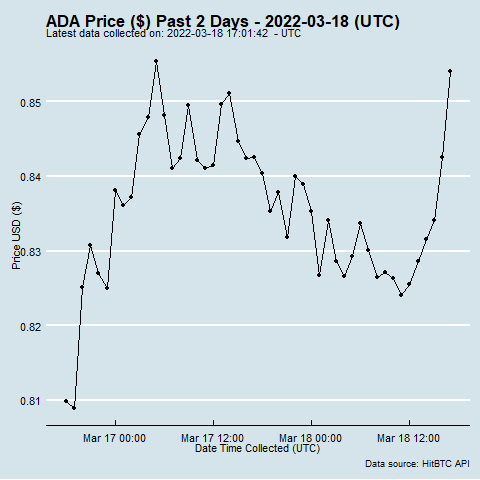 ADA Price ($) Past 2 Days - 2022-03-18 (UTC)
Latest data collected on: 2022-03-18 17:01:42  - UTC
0.85
0.84
0.83
0.82
0.81
Price USD ($)
Mar 17 00:00 Mar 17 12:00 Mar 18 00:00 Mar 18 12:00
Date Time Collected (UTC)
Data source: HitBTC API